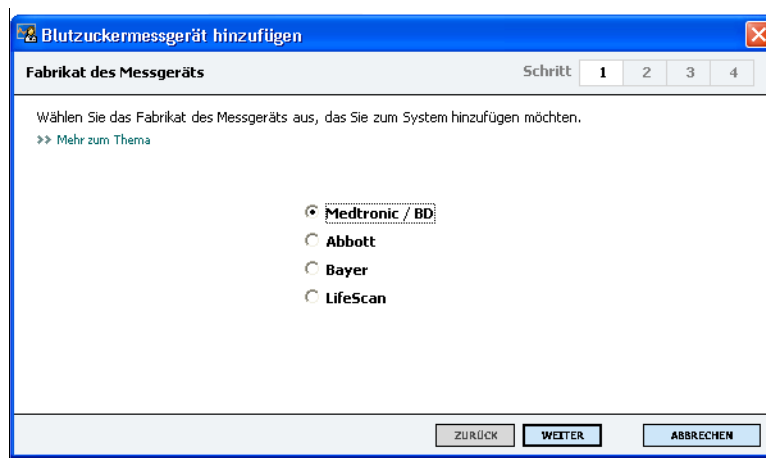 Blutzuckermessgerät hinzufügen
Fabrikat des Messgeräts Schritt 1 2 3 4
Wählen Sie das Fabrikat des Messgeräts aus, das Sie zum System hinzufügen möchten.
>> Mehr zum Thema
Medtronic / BD
Abbott
Bayer
LifeScan
ZURÜCK WEITER ABBRECHEN